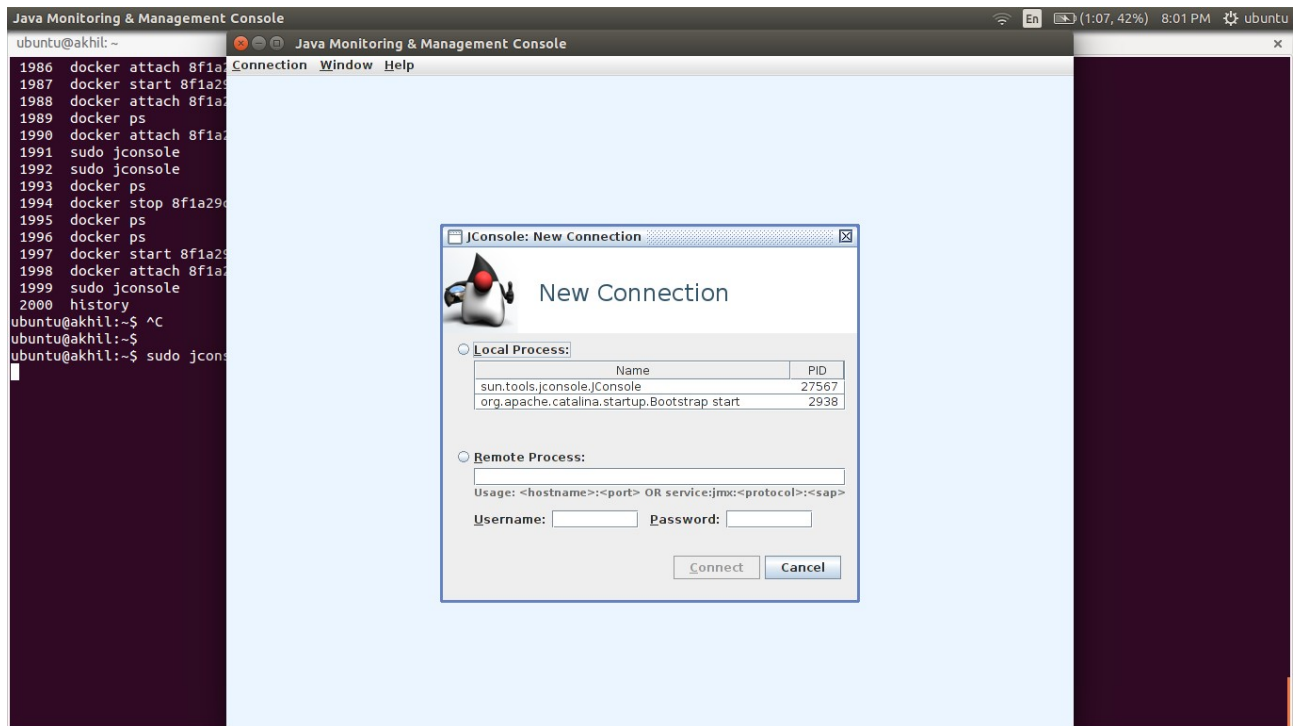 Java Monitoring & Management Console
En (1:07, 42%) 8:01 PM ubuntu
ubuntu@akhil: ~
Java Monitoring & Management Console
×
Connection Window Help
1986 docker attach 8f1a2
1987 docker start 8f1a29
1988 docker attach 8f1a2
1989 docker ps
1990 docker attach 8f1a2
1991 sudo jconsole
1992 sudo jconsole
1993 docker ps
1994 docker stop 8f1a29c
1995 docker ps
1996 docker ps
1997 docker start 8f1a29
1998 docker attach 8f1a2
1999 sudo jconsole
2000 history
ubuntu@akhil:~$ ^C
ubuntu@akhil:~$
ubuntu@akhil:~$ sudo jcons
JConsole: New Connection
New Connection
Local Process:
Name PID
sun.tools.jconsole.JConsole 27567
org.apache.catalina.startup.Bootstrap start 2938
Remote Process:
Usage: <hostname>:<port> OR service:jmx:<protocol>:<sap>
Username: Password:
Connect Cancel